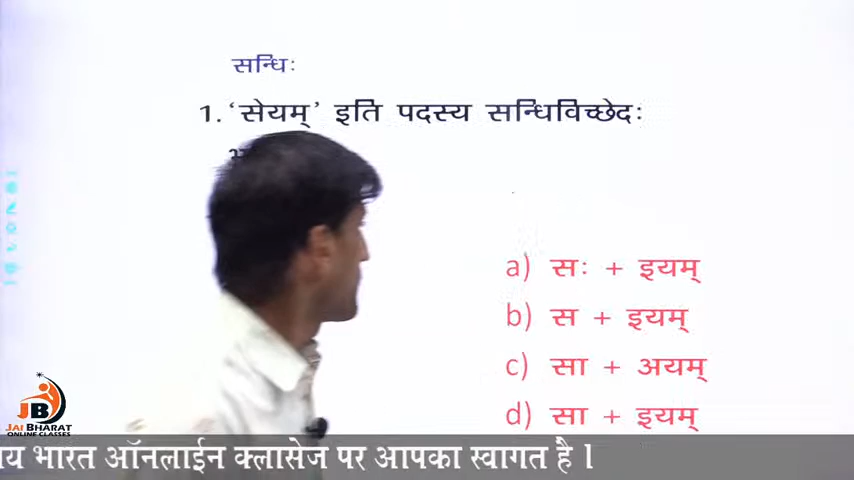 सन्धिः
1. ‘सेयम्’ इति पदस्य सन्धिविच्छेदः
a) सः + इयम्
b) स + इयम्
c) सा + अयम्
d) सा + इयम्
JB
JAI BHARAT
ONLINE CLASSES
य भारत ऑनलाईन क्लासेज पर आपका स्वागत है l